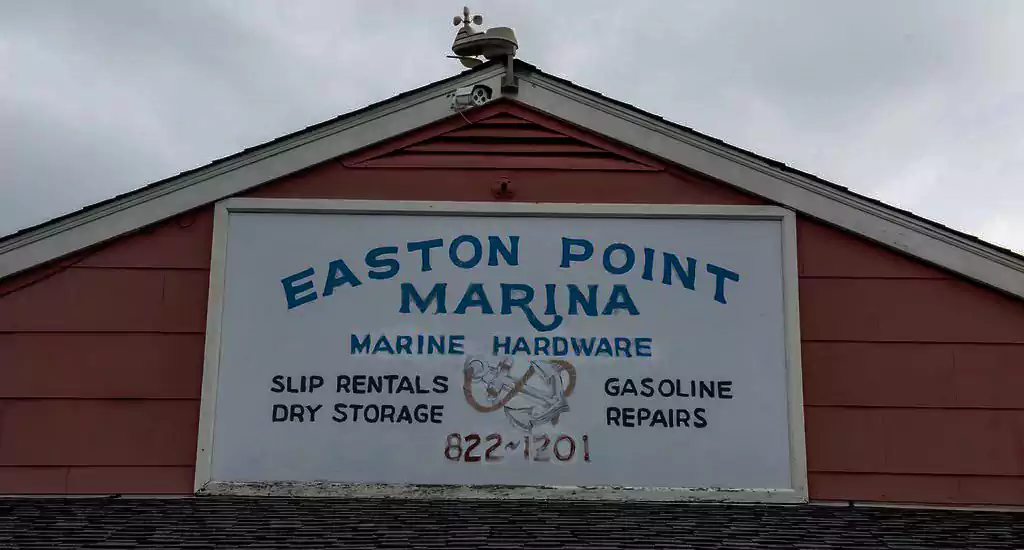 EASTON POINT
MARINA
MARINE HARDWARE
SLIP RENTALS
DRY STORAGE
GASOLINE
REPAIRS
822~1201